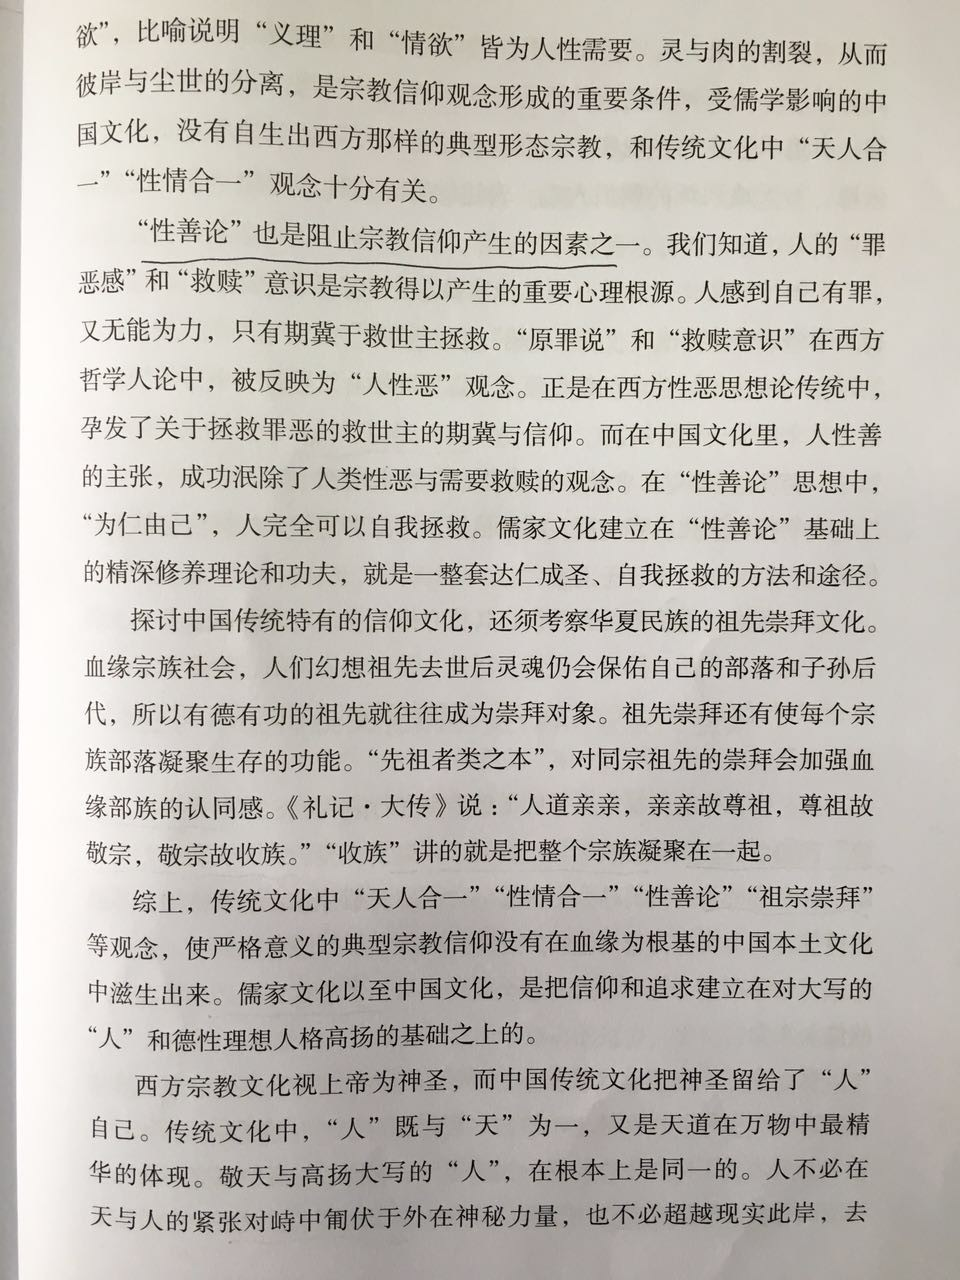 欲”，比喻说明“义理”和“情欲”皆为人性需要。灵与肉的割裂，从而
彼岸与尘世的分离，是宗教信仰观念形成的重要条件，受儒学影响的中
国文化，没有自生出西方那样的典型形态宗教，和传统文化中“天人合
一”“性情合一”观念十分有关。
“性善论”也是阻止宗教信仰产生的因素之一。我们知道，人的“罪
恶感”和“救赎”意识是宗教得以产生的重要心理根源。人感到自己有罪，
又无能为力，只有期冀于救世主拯救。“原罪说”和“救赎意识”在西方
哲学人论中，被反映为“人性恶”观念。正是在西方性恶思想论传统中，
孕发了关于拯救罪恶的救世主的期冀与信仰。而在中国文化里，人性善
的主张，成功泯除了人类性恶与需要救赎的观念。在“性善论”思想中，
“为仁由己”，人完全可以自我拯救。儒家文化建立在“性善论”基础上
的精深修养理论和功夫，就是一整套达仁成圣、自我拯救的方法和途径。
探讨中国传统特有的信仰文化，还须考察华夏民族的祖先崇拜文化。
血缘宗族社会，人们幻想祖先去世后灵魂仍会保佑自己的部落和子孙后
代，所以有德有功的祖先就往往成为崇拜对象。祖先崇拜还有使每个宗
族部落凝聚生存的功能。“先祖者类之本”，对同宗祖先的崇拜会加强血
缘部族的认同感。《礼记·大传》说：“人道亲亲，亲亲故尊祖，尊祖故
敬宗，敬宗故收族。”“收族”讲的就是把整个宗族凝聚在一起。
综上，传统文化中“天人合一”“性情合一”“性善论”“祖宗崇拜”
等观念，使严格意义的典型宗教信仰没有在血缘为根基的中国本土文化
中滋生出来。儒家文化以至中国文化，是把信仰和追求建立在对大写的
“人”和德性理想人格高扬的基础之上的。
西方宗教文化视上帝为神圣，而中国传统文化把神圣留给了“人”
自己。传统文化中，“人”既与“天”为一，又是天道在万物中最精
华的体现。敬天与高扬大写的“人”，在根本上是同一的。人不必在
天与人的紧张对峙中匍伏于外在神秘力量，也不必超越现实此岸，去